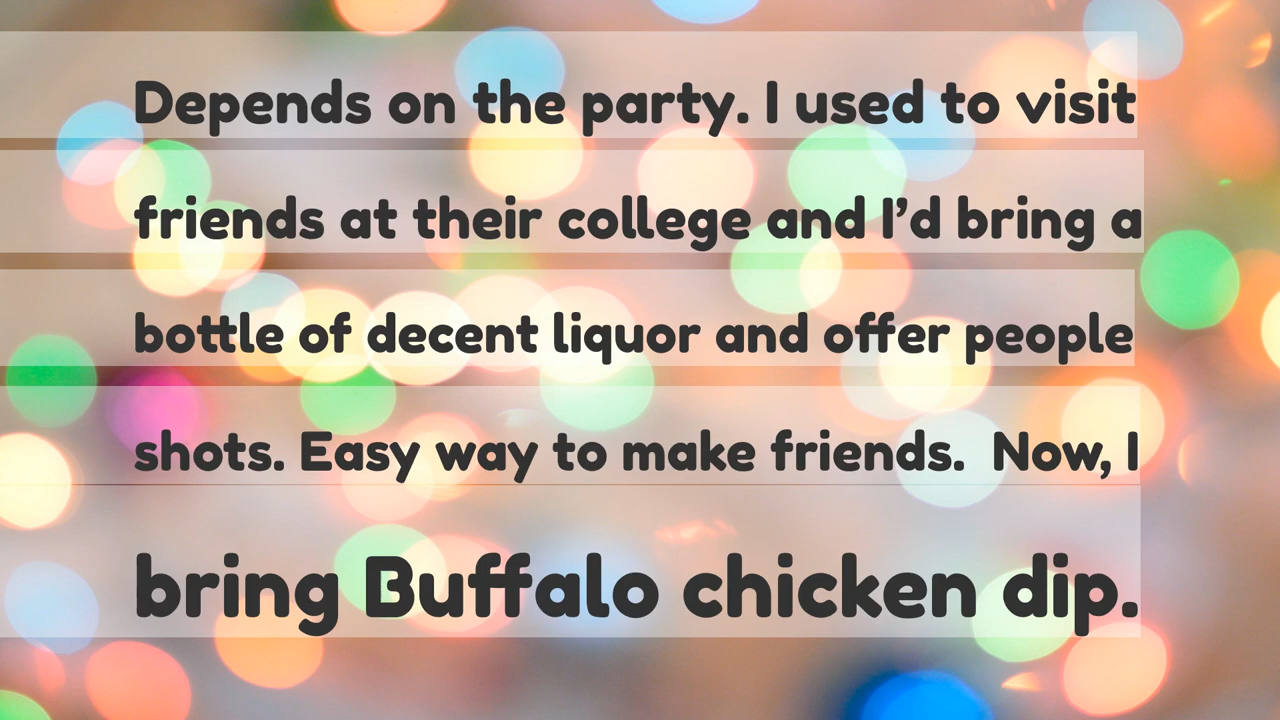 Depends on the party. I used to visit
friends at their college and I’d bring a
bottle of decent liquor and offer people
shots. Easy way to make friends.  Now, I
bring Buffalo chicken dip.